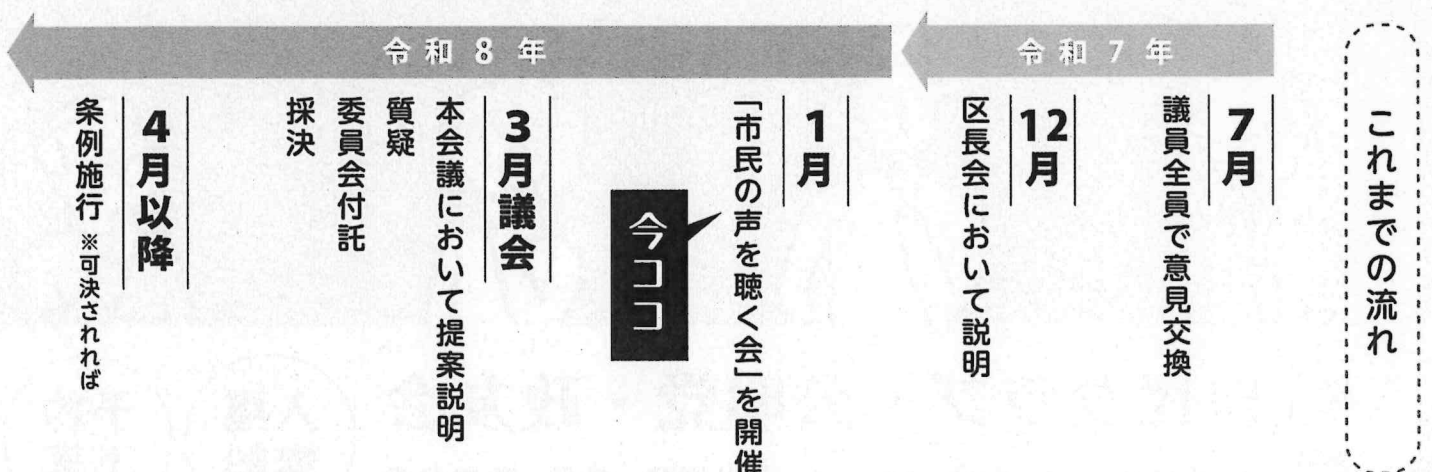 これまでの流れ
令和7年
7月
議員全員で意見交換
12月
区長会において説明
令和8年
1月
「市民の声を聴く会」を開催
今ココ
3月議会
本会議において提案説明
質疑
委員会付託
採決
4月以降
条例施行 ※可決されれば